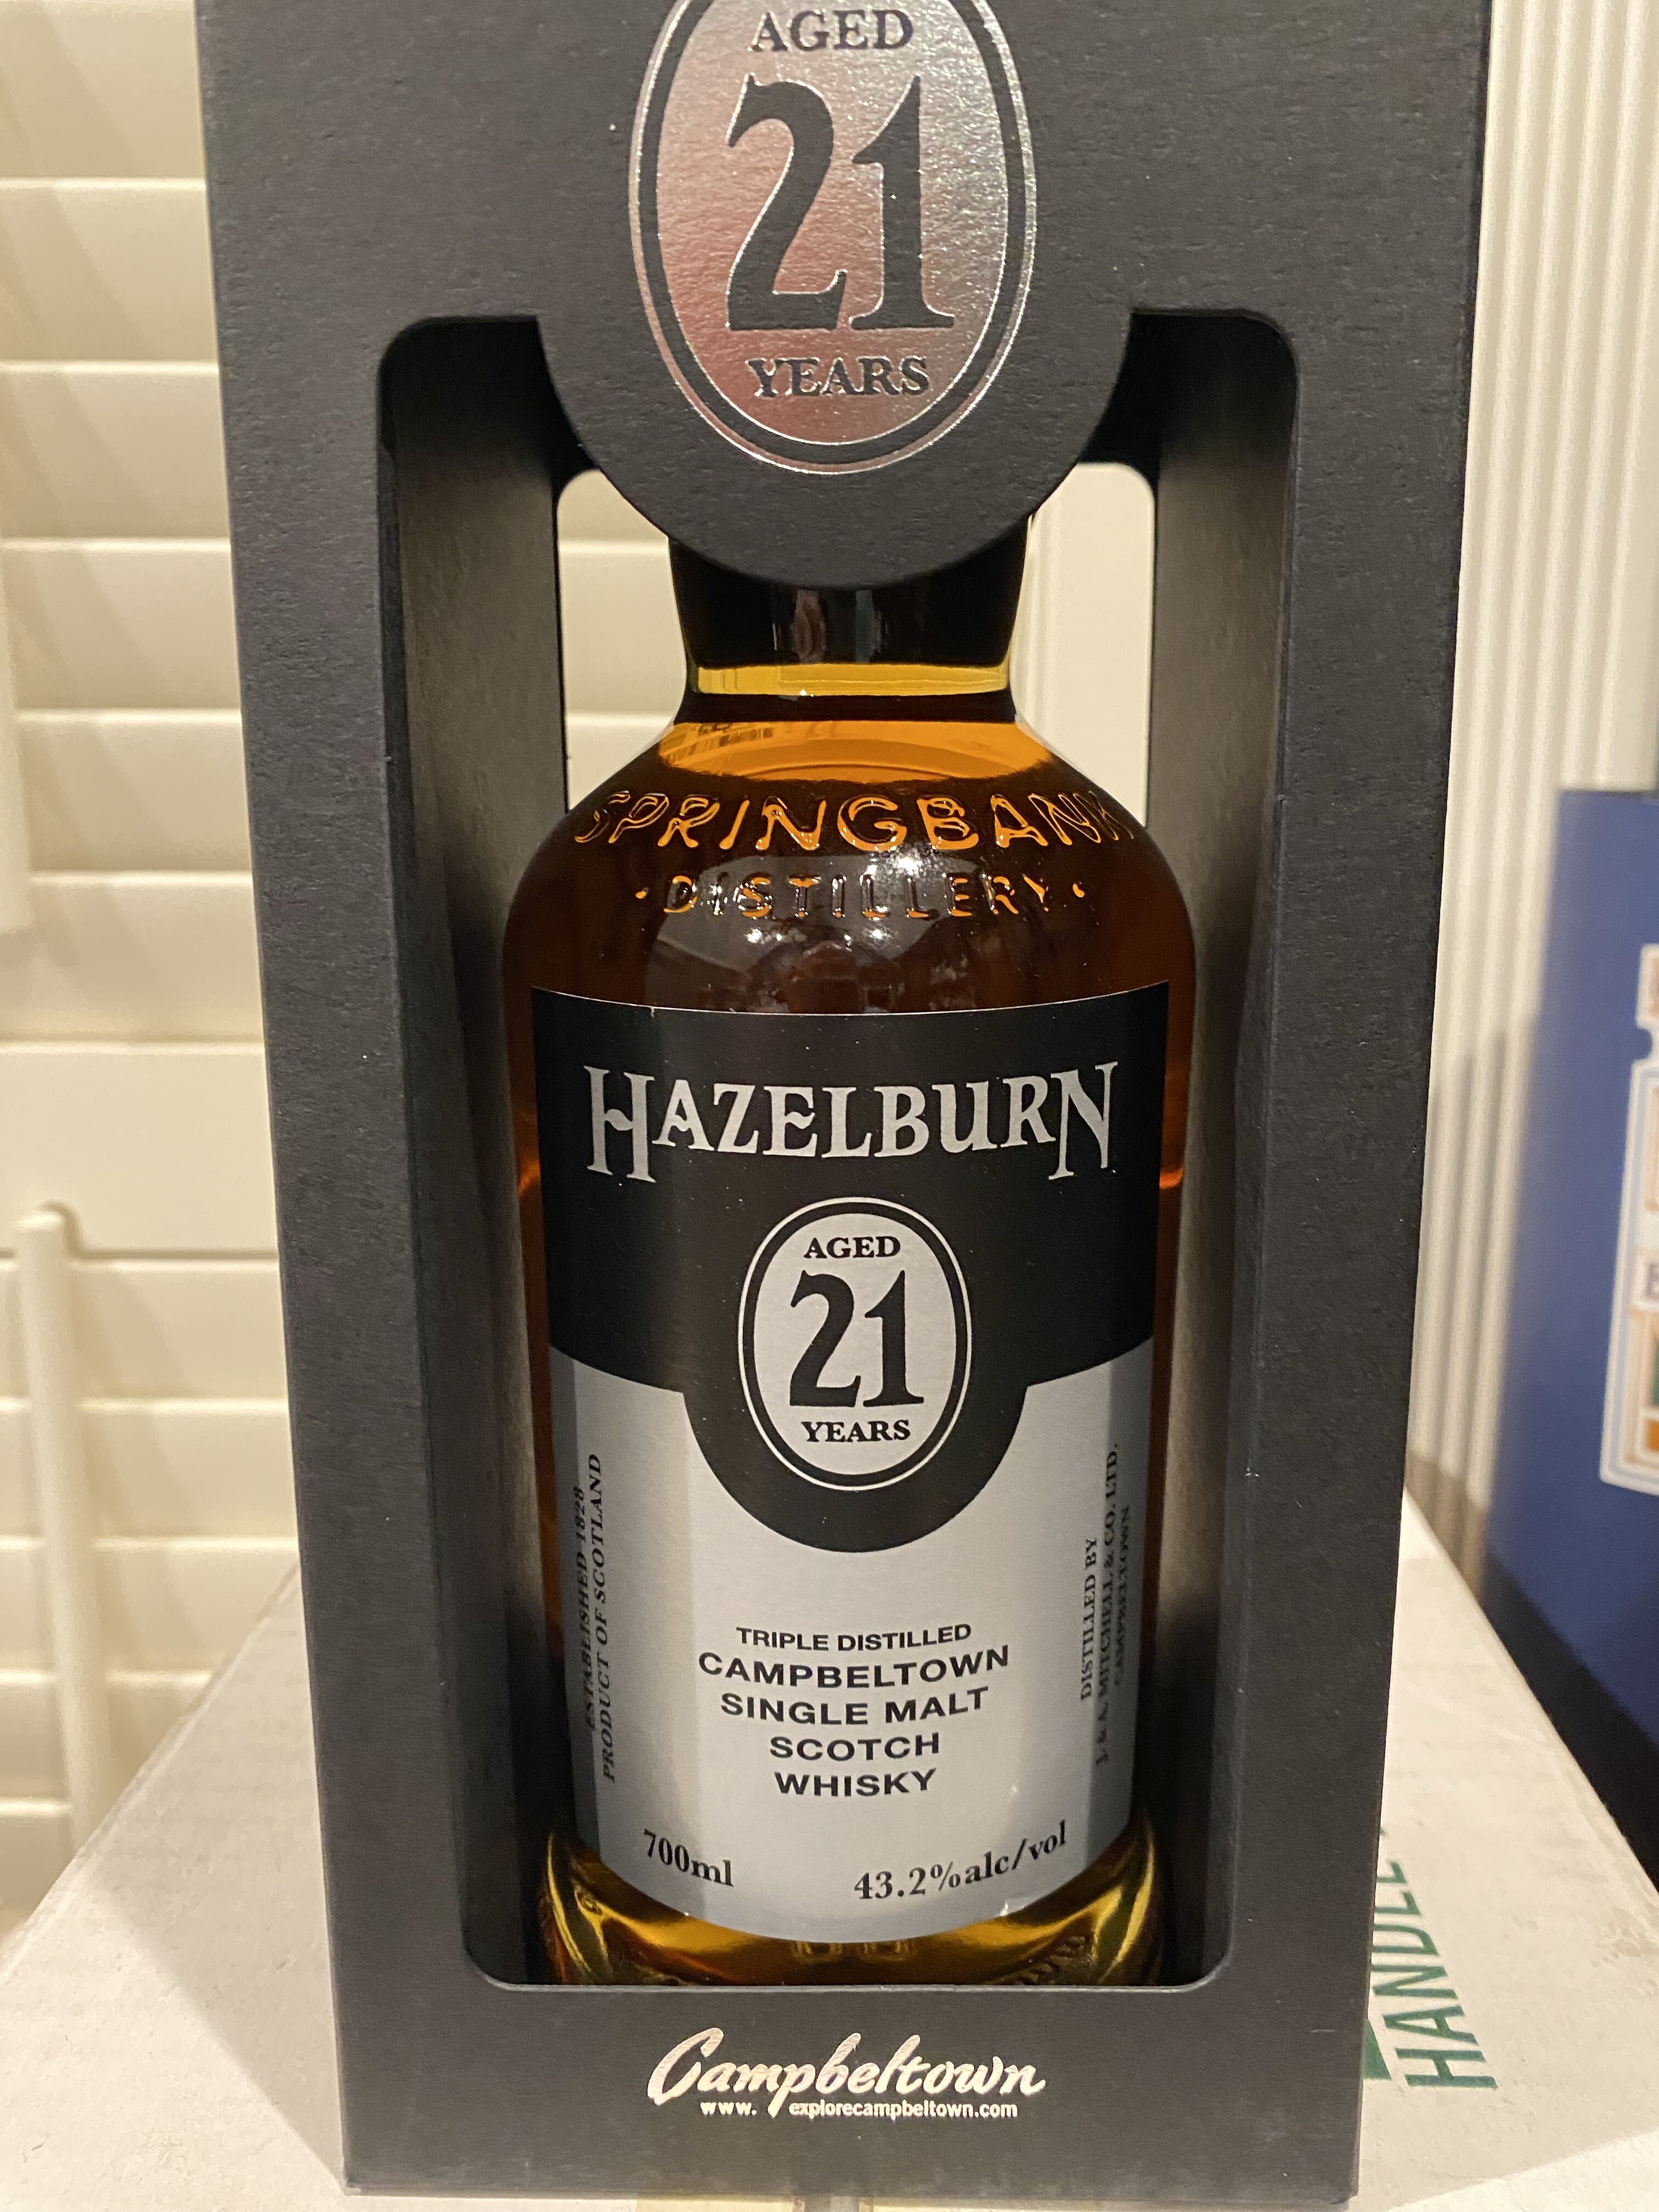 AGED
21
YEARS
SPRINGBANK
·DISTILLERY·
HAZELBURN
AGED
21
YEARS
ESTABLISHED 1828
PRODUCT OF SCOTLAND
DISTILLED BY
J. & A. MITCHELL & CO. LTD.
CAMPBELTOWN
TRIPLE DISTILLED
CAMPBELTOWN
SINGLE MALT
SCOTCH
WHISKY
700ml
43.2%alc/vol
Campbeltown
www. explorecampbeltown.com
HANDLE